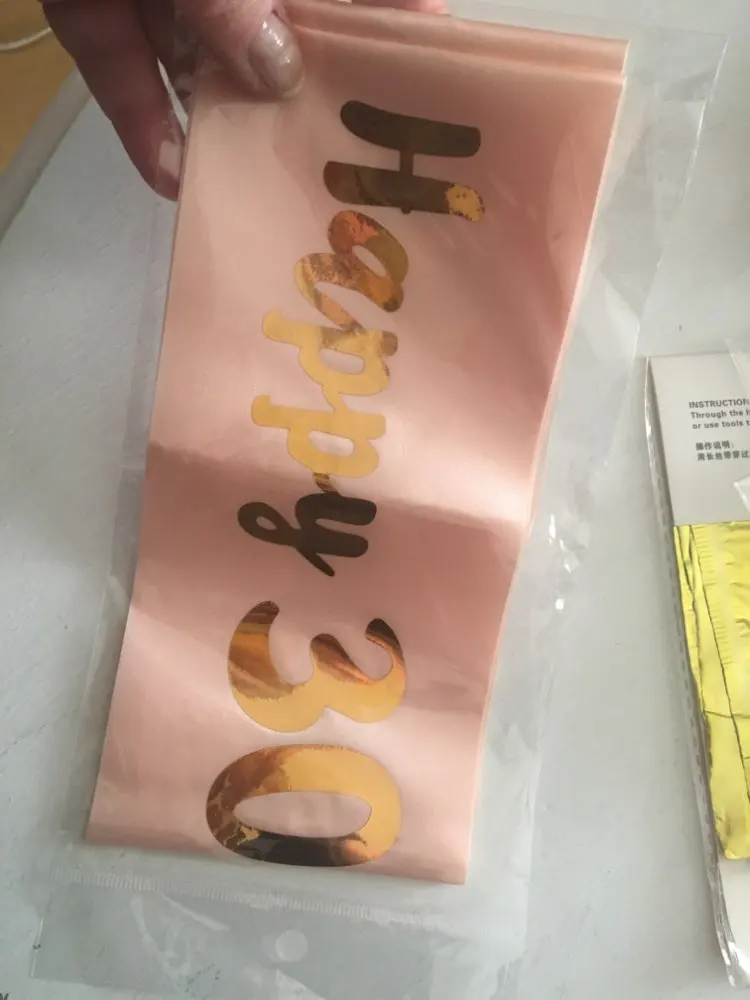 Happy 30
INSTRUCTION
Through the
or use tools
操作说明: